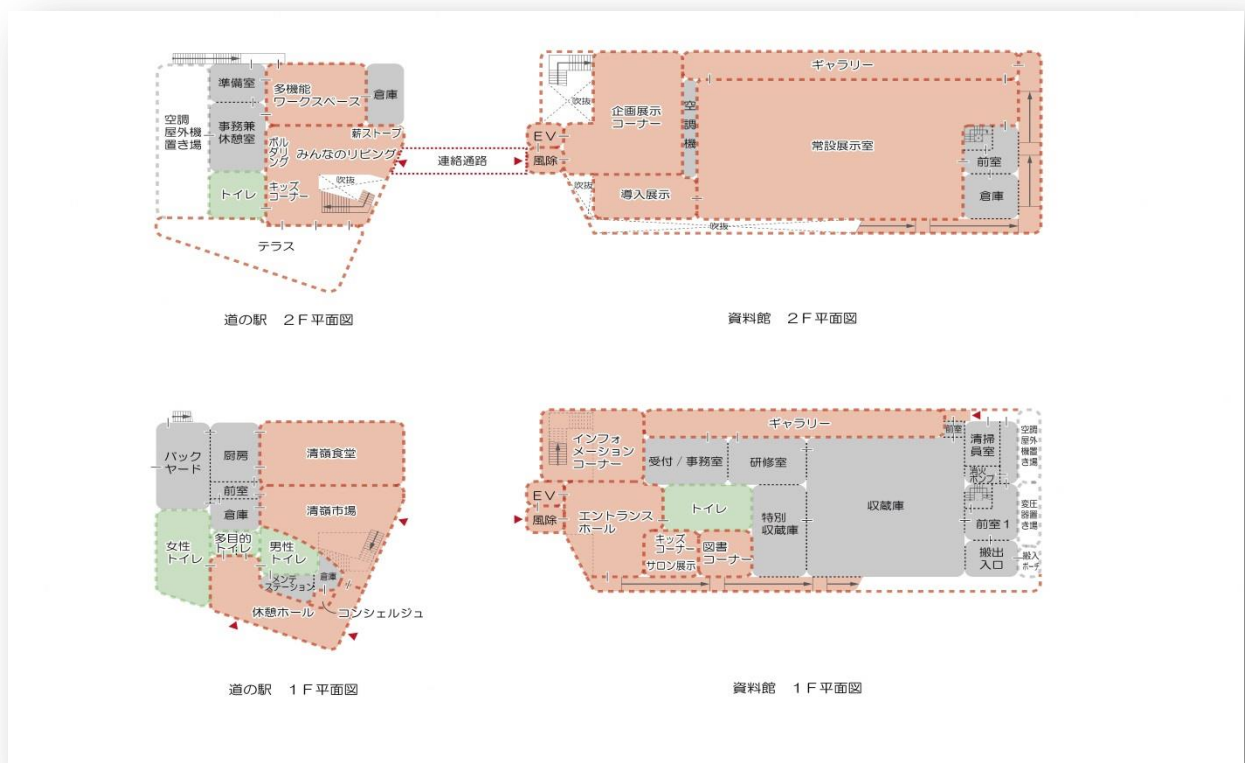 準備室
多機能
ワークスペース
倉庫
空調
屋外機
置き場
事務兼
休憩室
薪ストーブ
ボルダリング
みんなのリビング
吹抜
トイレ
キッズ
コーナー
テラス
連絡通路
道の駅 2F平面図
吹抜
企画展示
コーナー
空調機
ギャラリー
EV
風除
常設展示室
前室
吹抜
導入展示
倉庫
吹抜
資料館 2F平面図
バック
ヤード
厨房
清嶺食堂
前室
倉庫
清嶺市場
女性
トイレ
多目的
トイレ
男性
トイレ
倉庫
メンテ
ステーション
休憩ホール
コンシェルジュ
道の駅 1F平面図
インフォ
メーション
コーナー
ギャラリー
前室
受付/事務室
研修室
清掃
員室
空調
屋外
機置
き場
消火
ポンプ
EV
風除
エントランス
ホール
トイレ
特別
収蔵庫
収蔵庫
前室1
変圧
器置
き場
キッズ
コーナー
図書
コーナー
サロン展示
搬出
入口
搬入
ポーチ
資料館 1F平面図